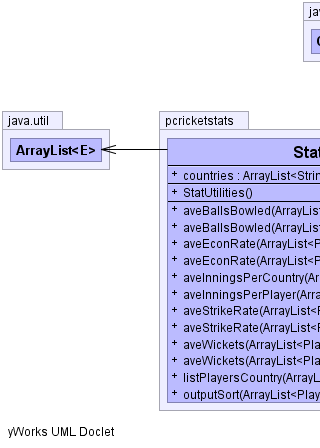 jav
java.util
ArrayList<E>
pcricketstats
Stat
+ countries : ArrayList<Strin
+ StatUtilities()
+ aveBallsBowled(ArrayList
+ aveBallsBowled(ArrayList
+ aveEconRate(ArrayList<P
+ aveEconRate(ArrayList<P
+ aveInningsPerCountry(Ar
+ aveInningsPerPlayer(Arra
+ aveStrikeRate(ArrayList<P
+ aveStrikeRate(ArrayList<P
+ aveWickets(ArrayList<Pla
+ aveWickets(ArrayList<Pla
+ listPlayersCountry(ArrayL
+ outputSort(ArrayList<Play
yWorks UML Doclet